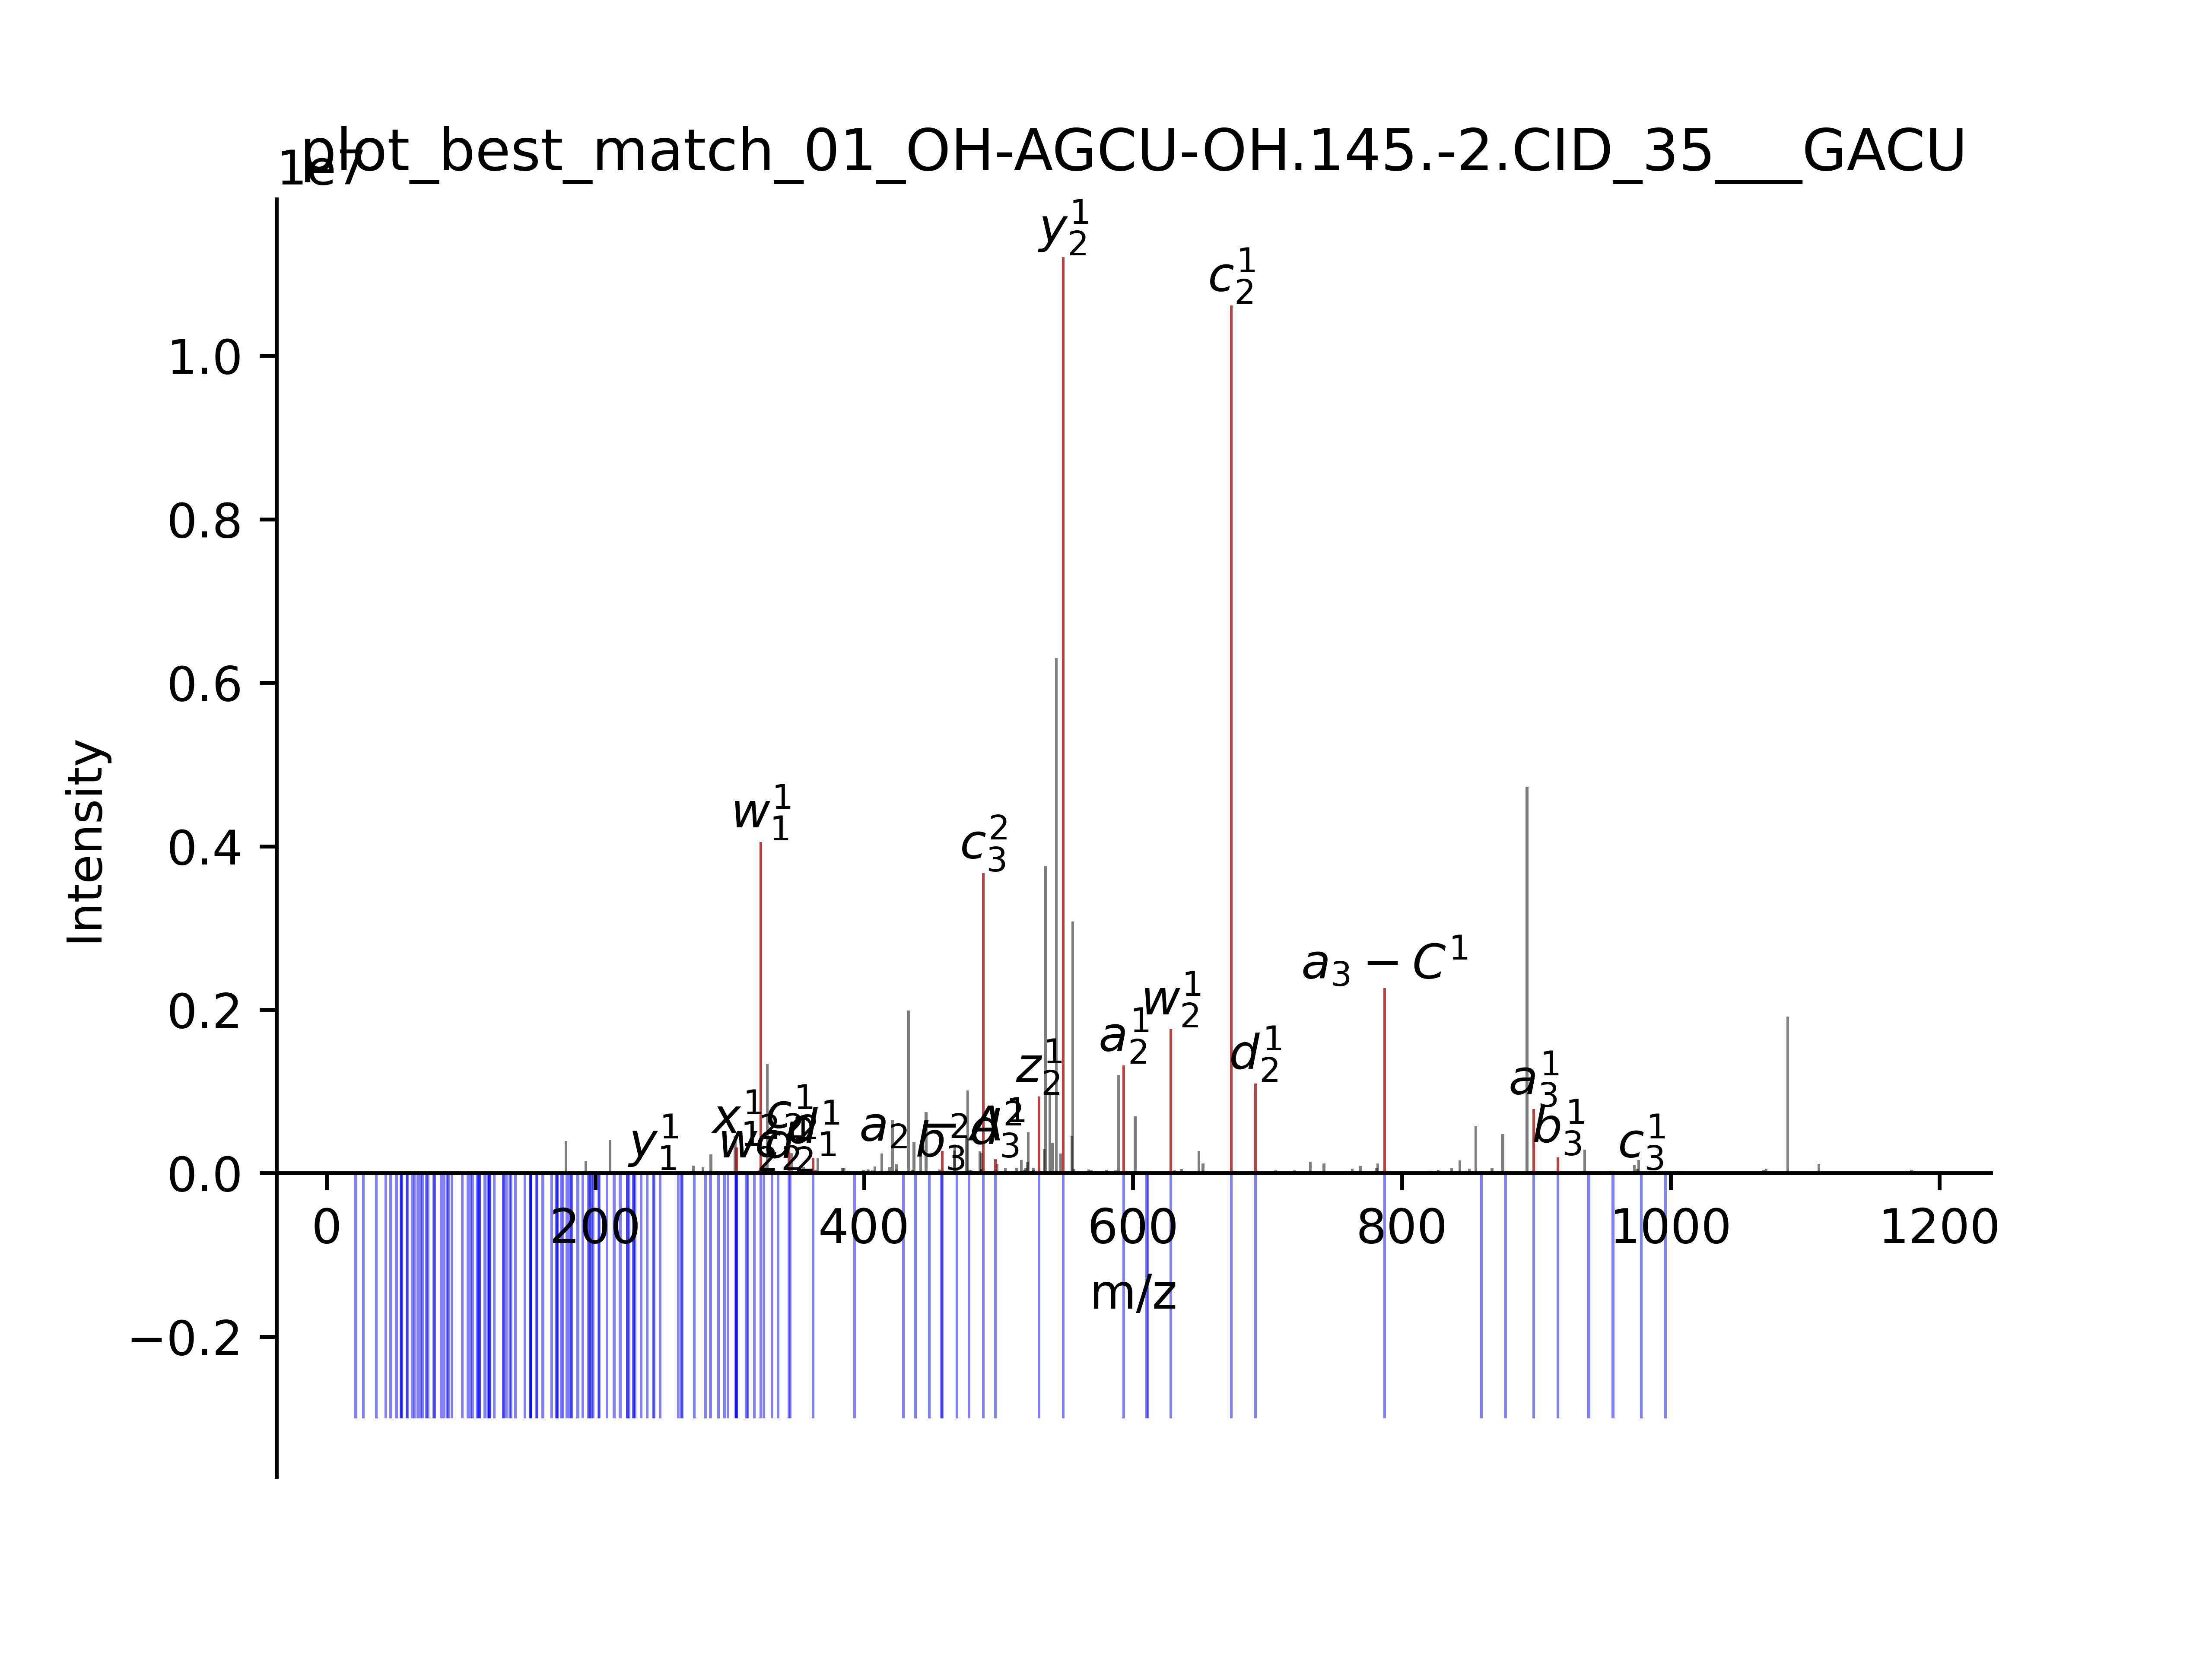 plot_best_match_01_OH-AGCU-OH.145.-2.CID_35___GACU
1e7
y₂¹
c₂¹
1.0
0.8
0.6
w₁¹
c₃²
0.4
a₃ − C¹
w₂¹
0.2
a₂¹
d₂¹
z₂¹
a₃¹
b₃¹
y₁¹
c₃¹
0.0
0 200 400 600 800 1000 1200
m/z
−0.2
Intensity